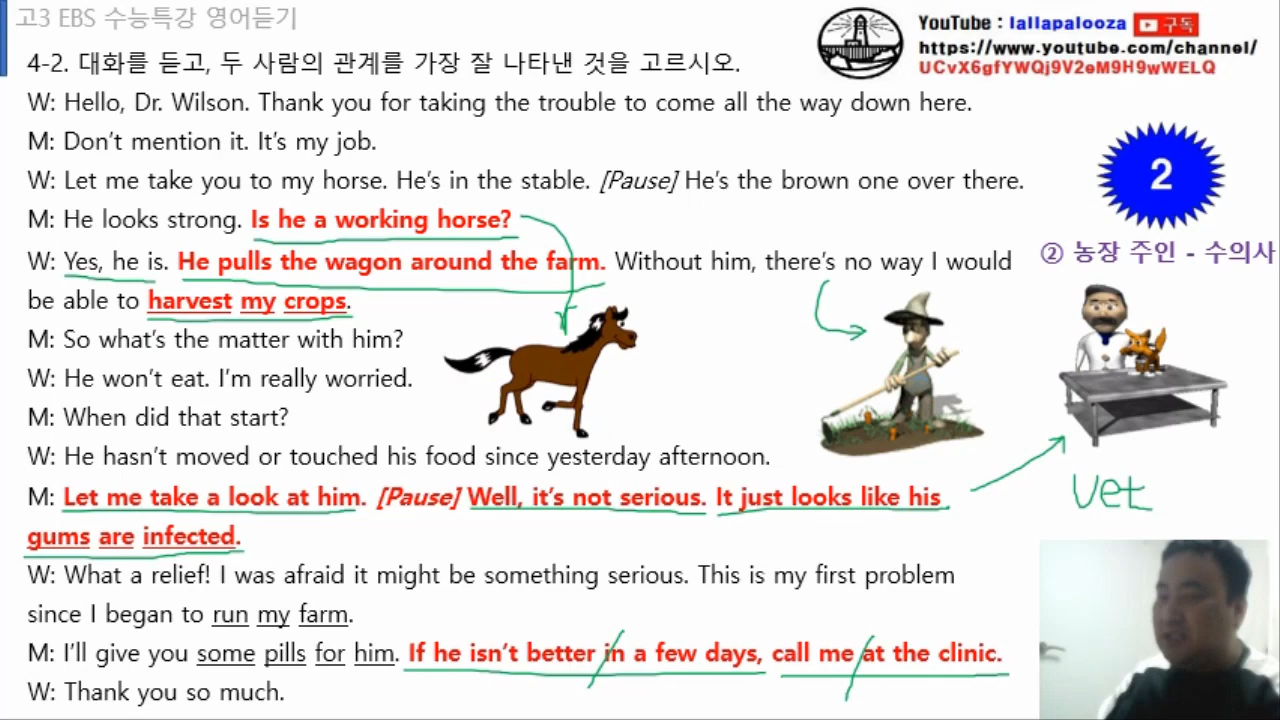 고3 EBS 수능특강 영어듣기
YouTube : lallapalooza 구독
https://www.youtube.com/channel/
UCvX6gfYWQj9V2eM9H9wWELQ
4-2. 대화를 듣고, 두 사람의 관계를 가장 잘 나타낸 것을 고르시오.
W: Hello, Dr. Wilson. Thank you for taking the trouble to come all the way down here.
M: Don't mention it. It's my job.
W: Let me take you to my horse. He's in the stable. [Pause] He's the brown one over there.
M: He looks strong. Is he a working horse?
W: Yes, he is. He pulls the wagon around the farm. Without him, there's no way I would
be able to harvest my crops.
M: So what's the matter with him?
W: He won't eat. I'm really worried.
M: When did that start?
W: He hasn't moved or touched his food since yesterday afternoon.
M: Let me take a look at him. [Pause] Well, it's not serious. It just looks like his
gums are infected.
W: What a relief! I was afraid it might be something serious. This is my first problem
since I began to run my farm.
M: I'll give you some pills for him. If he isn't better in a few days, call me at the clinic.
W: Thank you so much.
2
② 농장 주인 - 수의사
vet